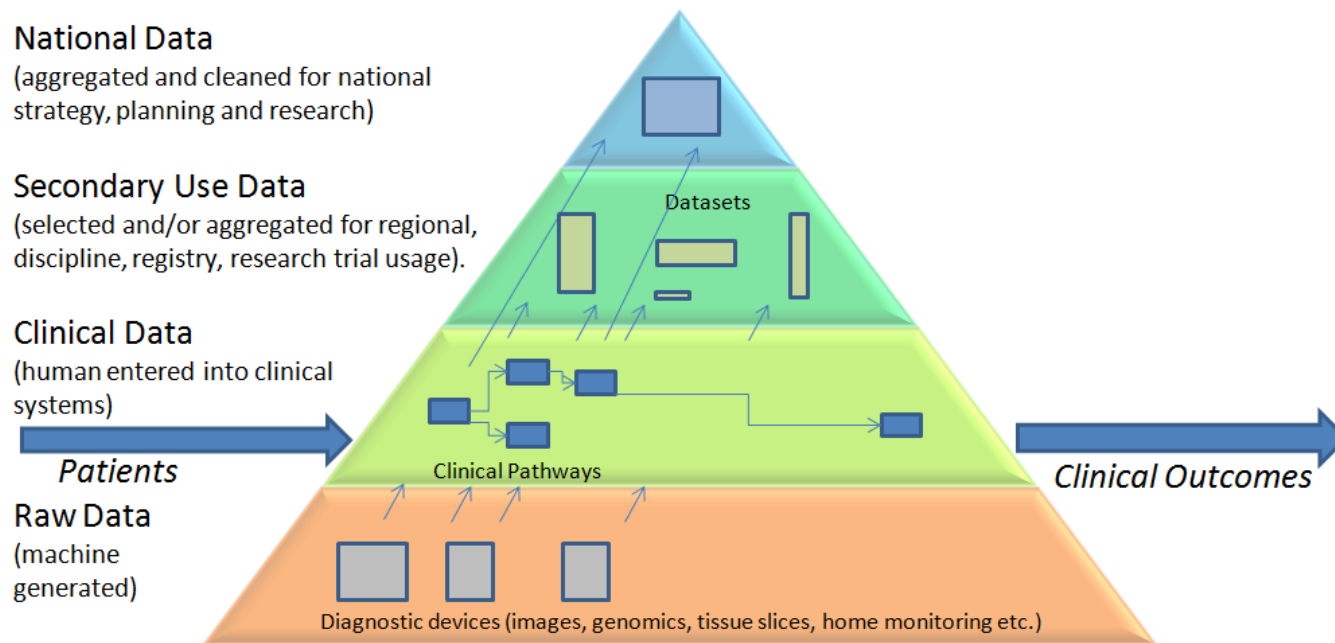 National Data
(aggregated and cleaned for national
strategy, planning and research)
Secondary Use Data
(selected and/or aggregated for regional,
discipline, registry, research trial usage).
Datasets
Clinical Data
(human entered into clinical
systems)
Patients
Clinical Pathways
Clinical Outcomes
Raw Data
(machine
generated)
Diagnostic devices (images, genomics, tissue slices, home monitoring etc.)